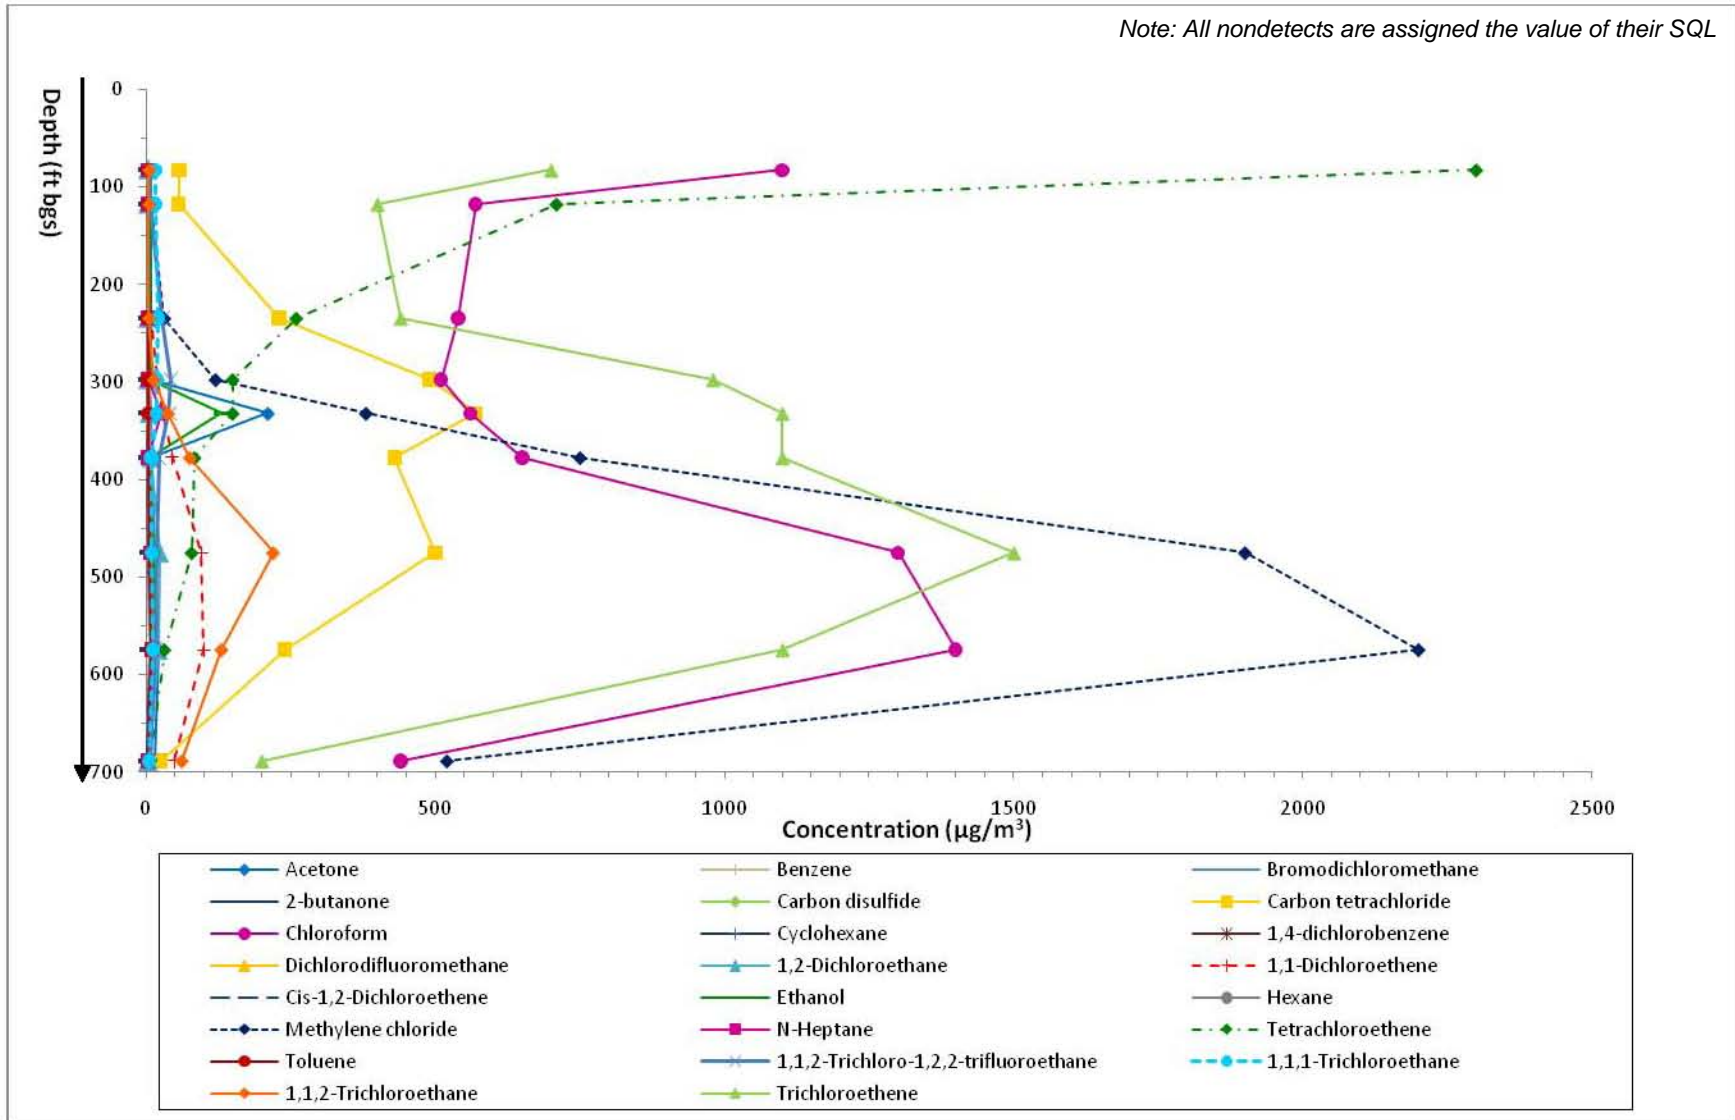 Note: All nondetects are assigned the value of their SQL
Depth (ft bgs)
0
100
200
300
400
500
600
700
0 500 1000 1500 2000 2500
Concentration (µg/m³)
Acetone Benzene Bromodichloromethane
2-butanone Carbon disulfide Carbon tetrachloride
Chloroform Cyclohexane 1,4-dichlorobenzene
Dichlorodifluoromethane 1,2-Dichloroethane 1,1-Dichloroethene
Cis-1,2-Dichloroethene Ethanol Hexane
Methylene chloride N-Heptane Tetrachloroethene
Toluene 1,1,2-Trichloro-1,2,2-trifluoroethane 1,1,1-Trichloroethane
1,1,2-Trichloroethane Trichloroethene